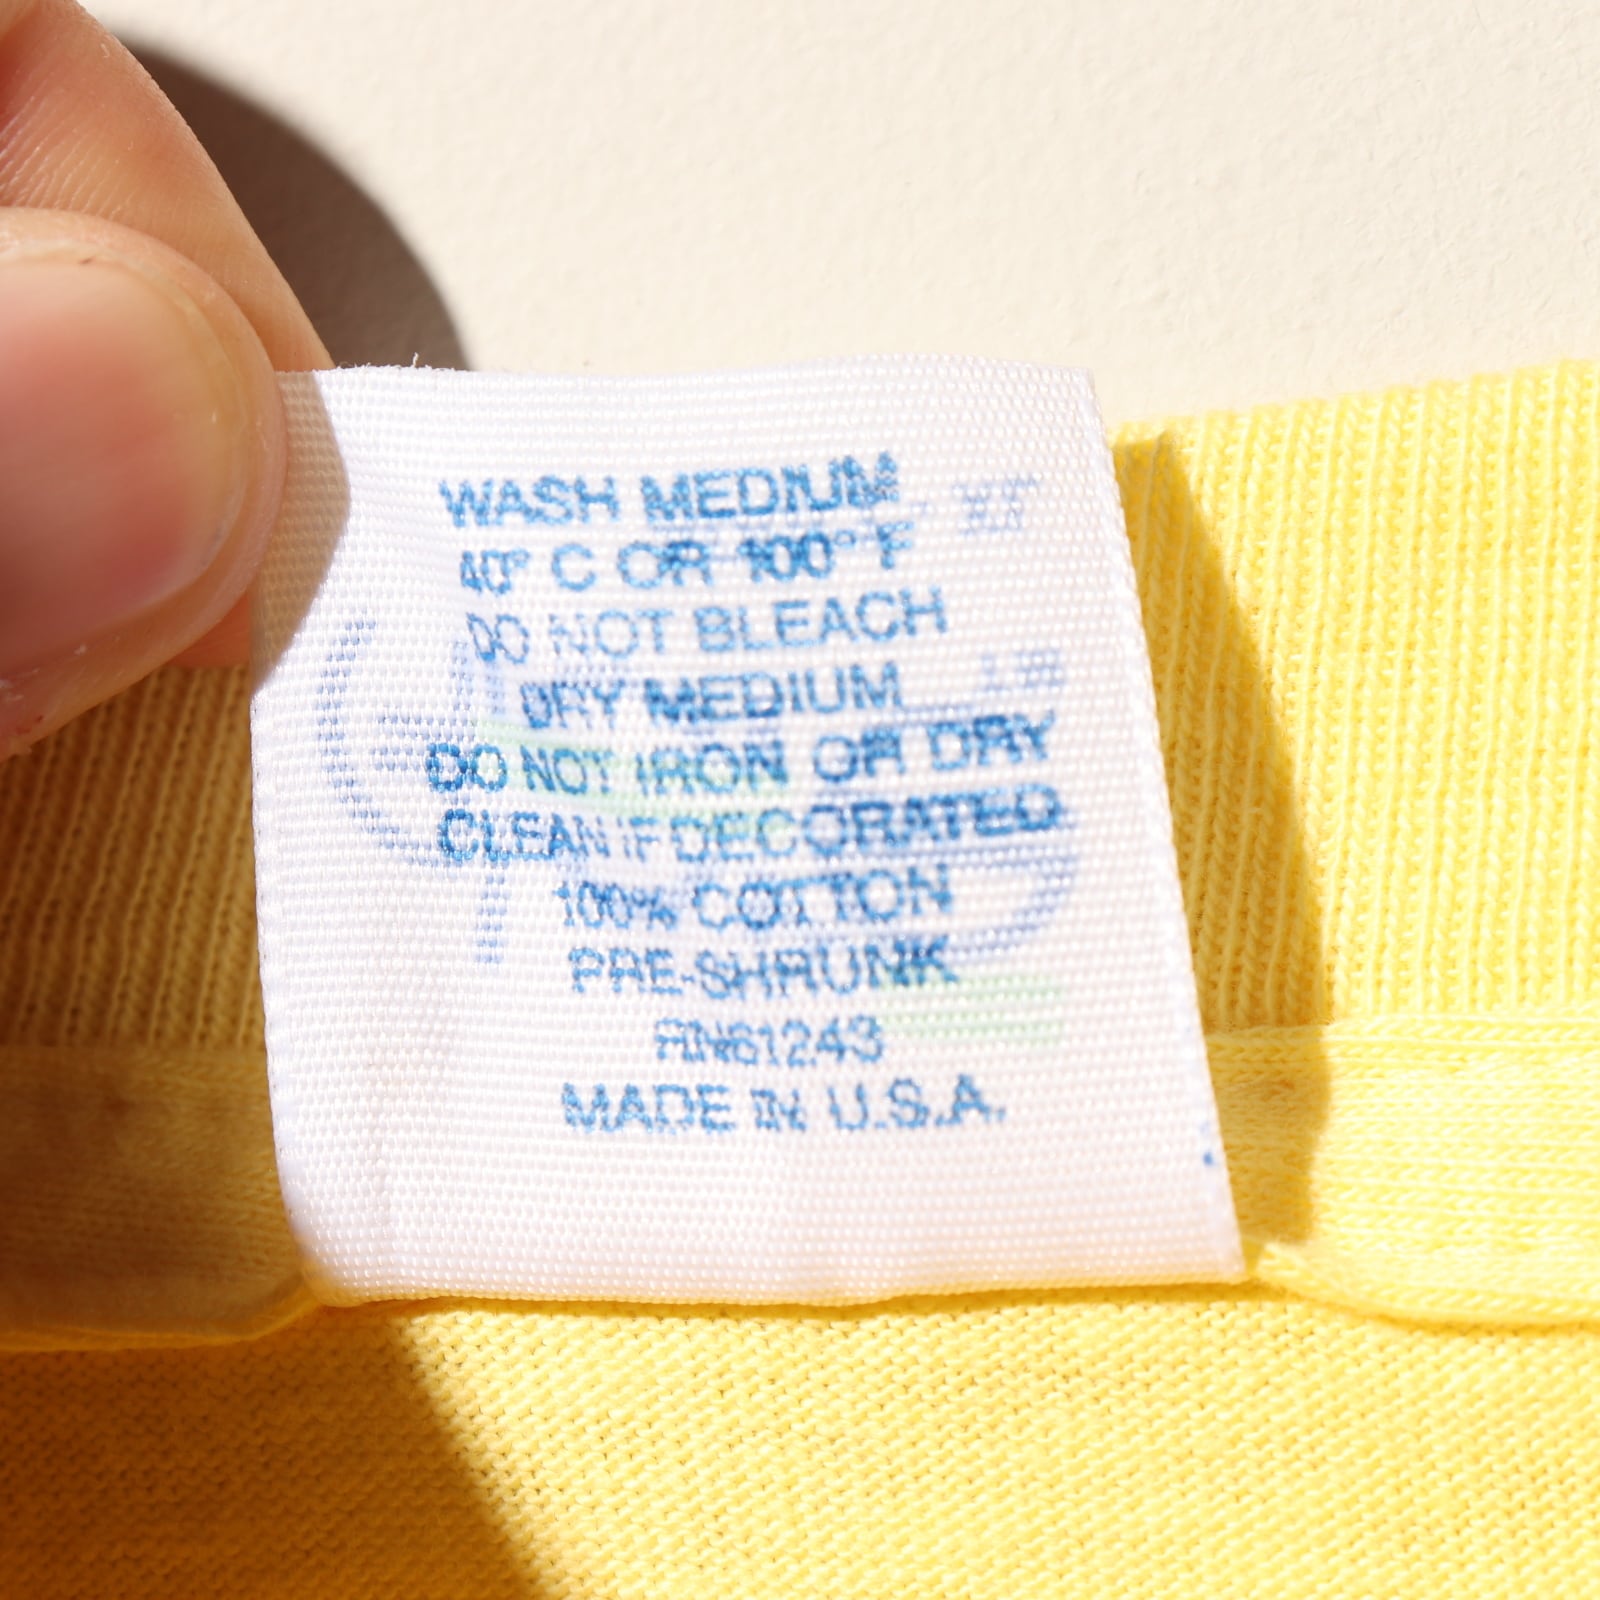 WASH MEDIUM
40° C OR 100° F
DO NOT BLEACH
DRY MEDIUM
DO NOT IRON OR DRY
CLEAN IF DECORATED
100% COTTON
PRE-SHRUNK
RN61243
MADE IN U.S.A.